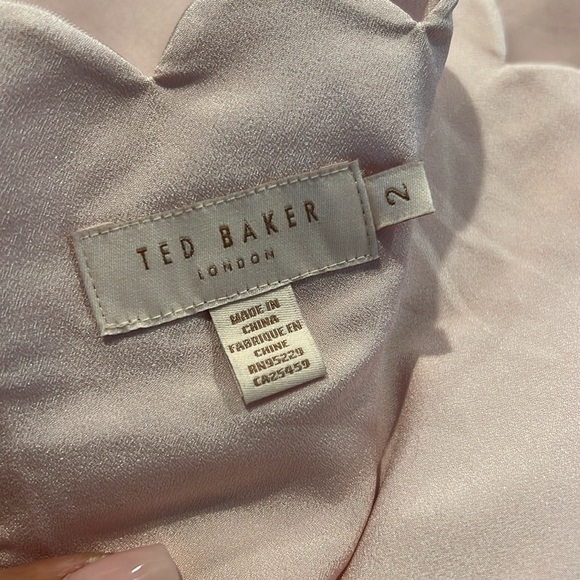 TED BAKER
LONDON
2
MADE IN
CHINA
FABRIQUE EN
CHINE
RN95229
CA25459